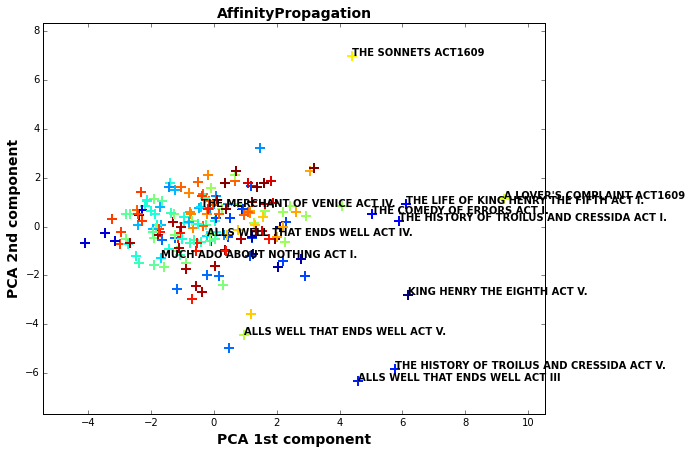 AffinityPropagation
8
THE SONNETS ACT1609
6
4
2
A LOVER'S COMPLAINT ACT1609
THE LIFE OF KING HENRY THE FIFTH ACT I.
THE MERCHANT OF VENICE ACT IV.
THE COMEDY OF ERRORS ACT I.
THE HISTORY OF TROILUS AND CRESSIDA ACT I.
0
ALLS WELL THAT ENDS WELL ACT IV.
MUCH ADO ABOUT NOTHING ACT I.
−2
KING HENRY THE EIGHTH ACT V.
−4
ALLS WELL THAT ENDS WELL ACT V.
THE HISTORY OF TROILUS AND CRESSIDA ACT V.
−6
ALLS WELL THAT ENDS WELL ACT III
PCA 2nd component
−4 −2 0 2 4 6 8 10
PCA 1st component